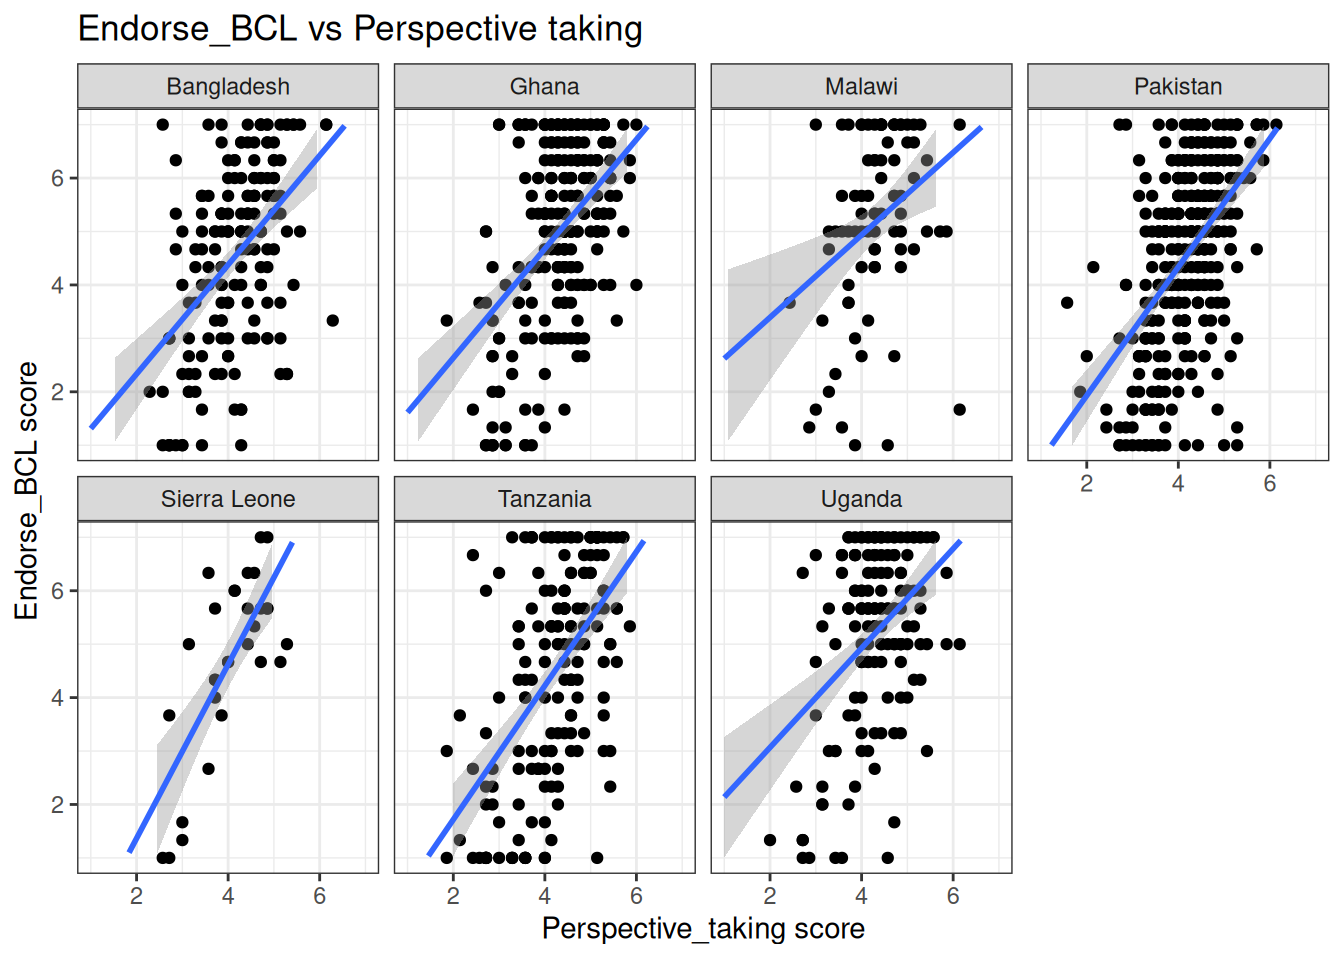 Endorse_BCL vs Perspective taking
Bangladesh
Ghana
Malawi
Pakistan
6
4
2
2 4 6
Sierra Leone
Tanzania
Uganda
6
4
2
2 4 6
2 4 6
2 4 6
Endorse_BCL score
Perspective_taking score